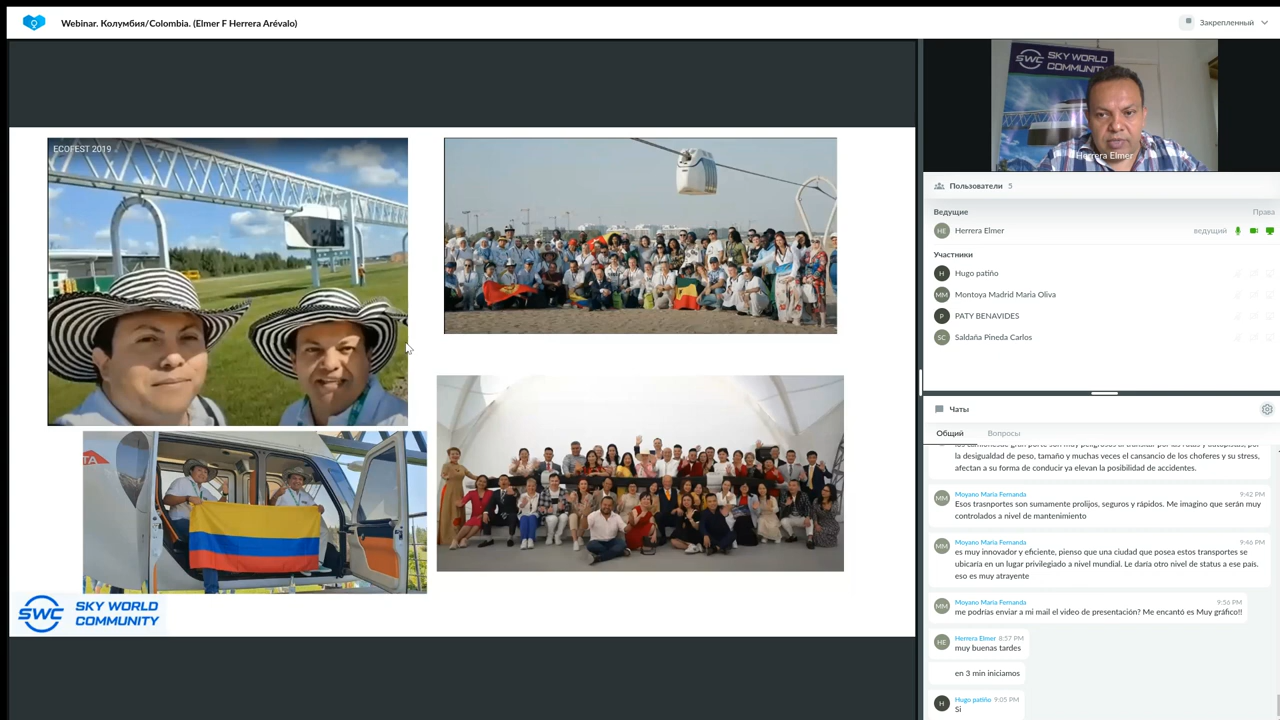 Webinar. Колумбия/Colombia. (Elmer F Herrera Arévalo)
Закрепленный
ECOFEST 2019
TA
SWC SKY WORLD
COMMUNITY
SWC SKY WORLD
COMMUNITY
Herrera Elmer
Пользователи 5
Ведущие Права
HE Herrera Elmer ведущий
Участники
H Hugo patiño
MM Montoya Madrid Maria Oliva
P PATY BENAVIDES
SC Saldaña Pineda Carlos
Чаты
Общий Вопросы
la desigualdad de peso, tamaño y muchas veces el cansancio de los choferes y su stress,
afectan a su forma de conducir ya elevan la posibilidad de accidentes.
MM Moyano Maria Fernanda 9:42 PM
Esos trasnportes son sumamente prolijos, seguros y rápidos. Me imagino que serán muy
controlados a nivel de mantenimiento
MM Moyano Maria Fernanda 9:46 PM
es muy innovador y eficiente, pienso que una ciudad que posea estos transportes se
ubicaría en un lugar privilegiado a nivel mundial. Le daría otro nivel de status a ese pais.
eso es muy atrayente
MM Moyano Maria Fernanda 9:56 PM
me podrías enviar a mi mail el video de presentación? Me encantó es Muy gráfico!!
HE Herrera Elmer 8:57 PM
muy buenas tardes
en 3 min iniciamos
H Hugo patiño 9:05 PM
Si